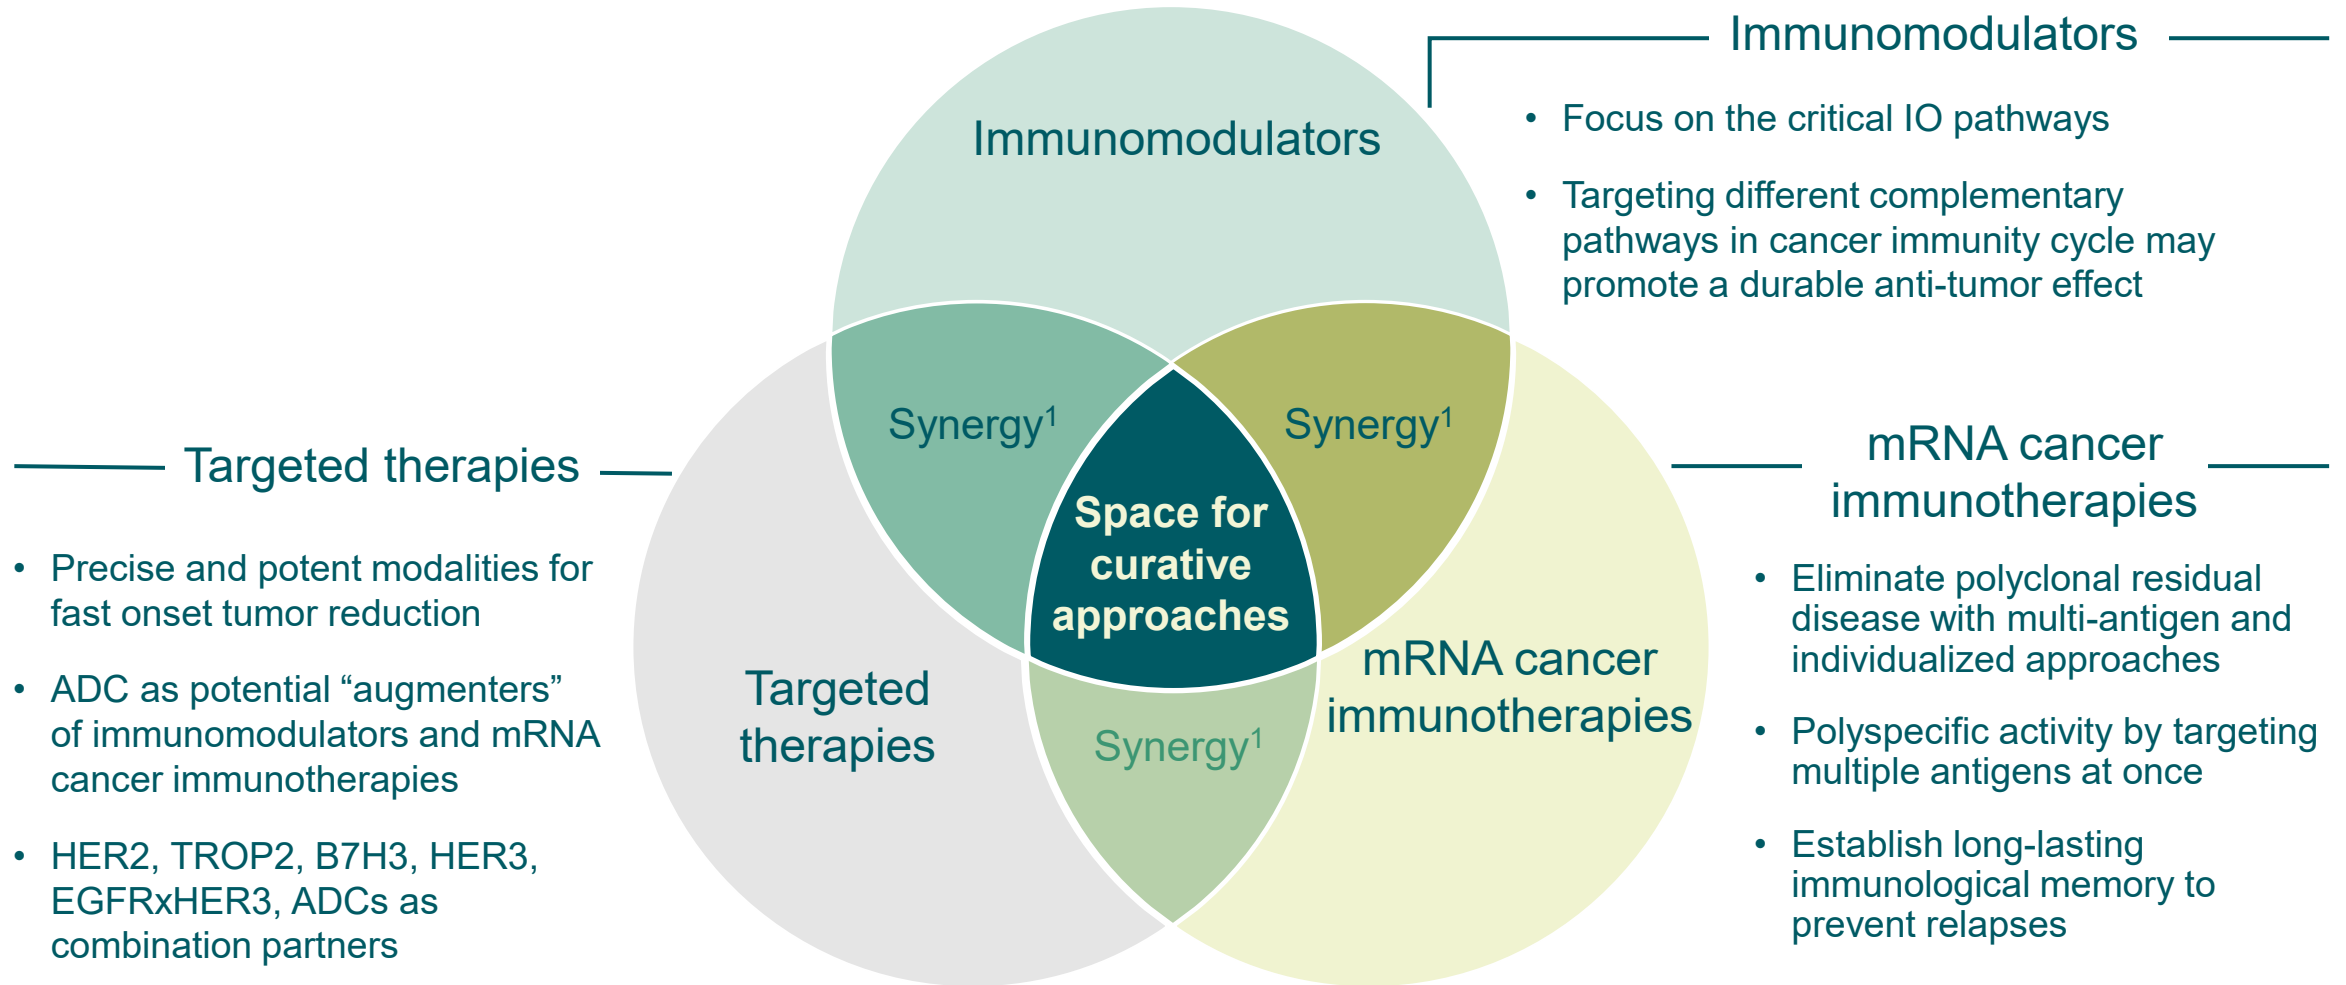 Immunomodulators
• Focus on the critical IO pathways
• Targeting different complementary
pathways in cancer immunity cycle may
promote a durable anti-tumor effect
Immunomodulators
Synergy¹
Synergy¹
Space for
curative
approaches
Synergy¹
Targeted
therapies
mRNA cancer
immunotherapies
Targeted therapies
• Precise and potent modalities for
fast onset tumor reduction
• ADC as potential “augmenters”
of immunomodulators and mRNA
cancer immunotherapies
• HER2, TROP2, B7H3, HER3,
EGFRxHER3, ADCs as
combination partners
mRNA cancer
immunotherapies
• Eliminate polyclonal residual
disease with multi-antigen and
individualized approaches
• Polyspecific activity by targeting
multiple antigens at once
• Establish long-lasting
immunological memory to
prevent relapses